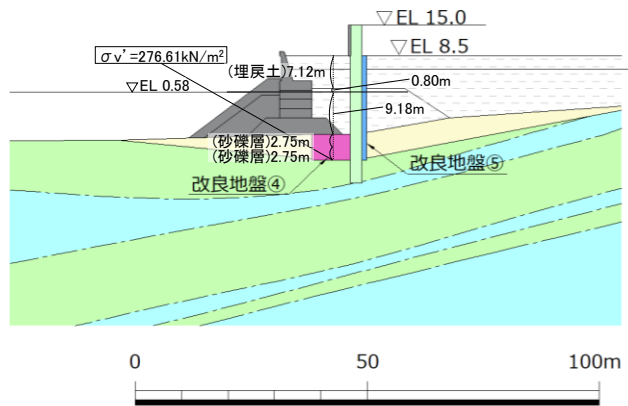 ▽EL 15.0
▽EL 8.5
σv’=276.61kN/m²
(埋戻土)7.12m
0.80m
▽EL 0.58
9.18m
(砂礫層)2.75m
(砂礫層)2.75m
改良地盤⑤
改良地盤④
0 50 100m